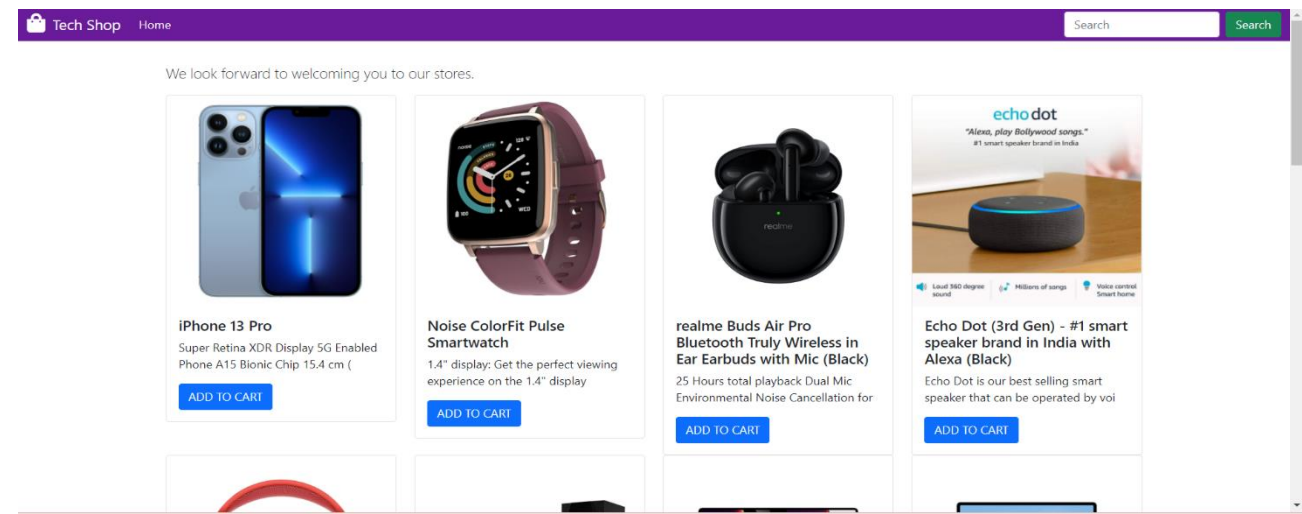 Tech Shop Home Search Search
We look forward to welcoming you to our stores.
iPhone 13 Pro
Super Retina XDR Display 5G Enabled
Phone A15 Bionic Chip 15.4 cm (
ADD TO CART
Noise ColorFit Pulse
Smartwatch
1.4" display: Get the perfect viewing
experience on the 1.4" display
ADD TO CART
realme
realme Buds Air Pro
Bluetooth Truly Wireless in
Ear Earbuds with Mic (Black)
25 Hours total playback Dual Mic
Environmental Noise Cancellation for
ADD TO CART
echo dot
"Alexa, play Bollywood songs."
#1 smart speaker brand in India
Loud 360 degree
sound
Millions of songs
Voice control
Smart home
Echo Dot (3rd Gen) - #1 smart
speaker brand in India with
Alexa (Black)
Echo Dot is our best selling smart
speaker that can be operated by voi
ADD TO CART